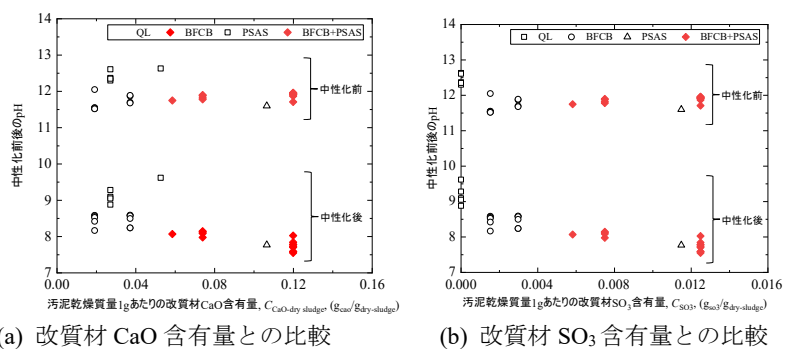 QL BFCB PSAS BFCB+PSAS
14
13
12
11
10
9
8
7
中性化前後のpH
中性化前
中性化後
0.00 0.04 0.08 0.12 0.16
汚泥乾燥質量1gあたりの改質材CaO含有量, C_CaO-dry sludge, (g_cao/g_dry-sludge)
(a) 改質材 CaO 含有量との比較
QL BFCB PSAS BFCB+PSAS
14
13
12
11
10
9
8
7
中性化前後のpH
中性化前
中性化後
0.000 0.004 0.008 0.012 0.016
汚泥乾燥質量1gあたりの改質材SO₃含有量, C_SO3, (g_so3/g_dry-sludge)
(b) 改質材 SO₃ 含有量との比較